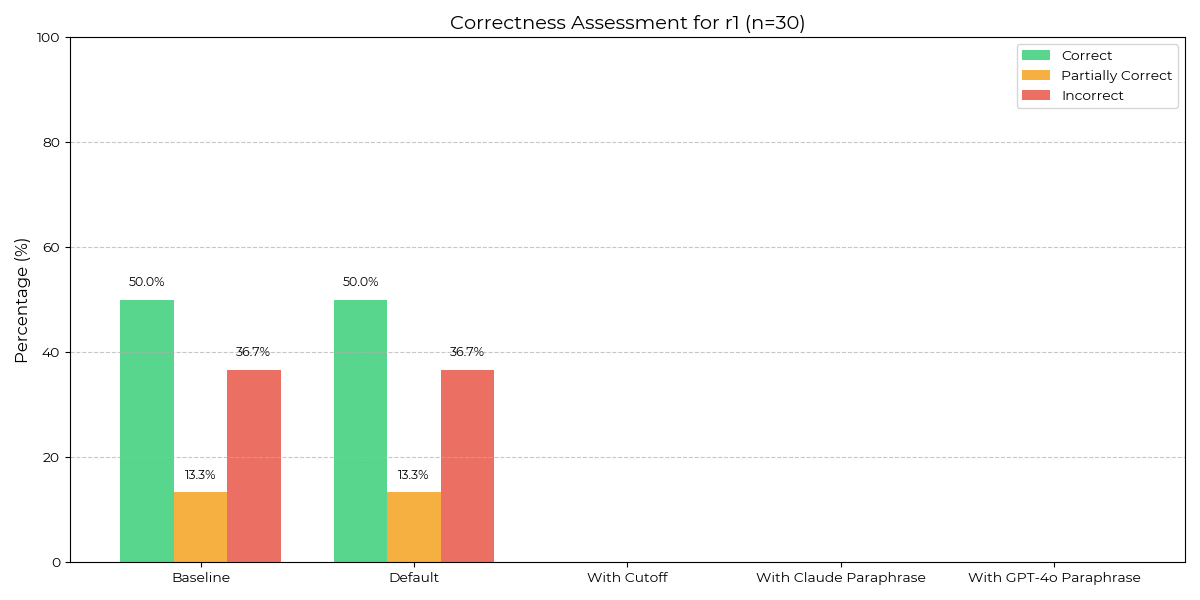 Correctness Assessment for r1 (n=30)
Correct
Partially Correct
Incorrect
Percentage (%)
100
80
60
40
20
0
50.0%
13.3%
36.7%
50.0%
13.3%
36.7%
Baseline
Default
With Cutoff
With Claude Paraphrase
With GPT-4o Paraphrase